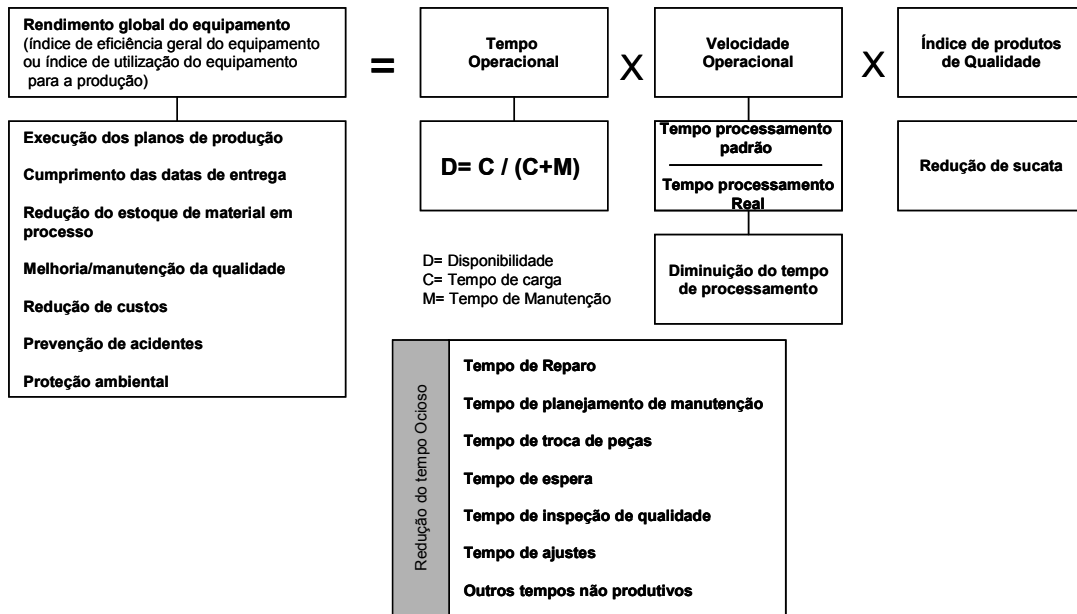 Rendimento global do equipamento
(índice de eficiência geral do equipamento
ou índice de utilização do equipamento
para a produção)
=
Tempo
Operacional
X
Velocidade
Operacional
X
Índice de produtos
de Qualidade
Execução dos planos de produção
Cumprimento das datas de entrega
Redução do estoque de material em
processo
Melhoria/manutenção da qualidade
Redução de custos
Prevenção de acidentes
Proteção ambiental
D= C / (C+M)
Tempo processamento
padrão
Tempo processamento
Real
Redução de sucata
D= Disponibilidade
C= Tempo de carga
M= Tempo de Manutenção
Diminuição do tempo
de processamento
Redução do tempo Ocioso
Tempo de Reparo
Tempo de planejamento de manutenção
Tempo de troca de peças
Tempo de espera
Tempo de inspeção de qualidade
Tempo de ajustes
Outros tempos não produtivos